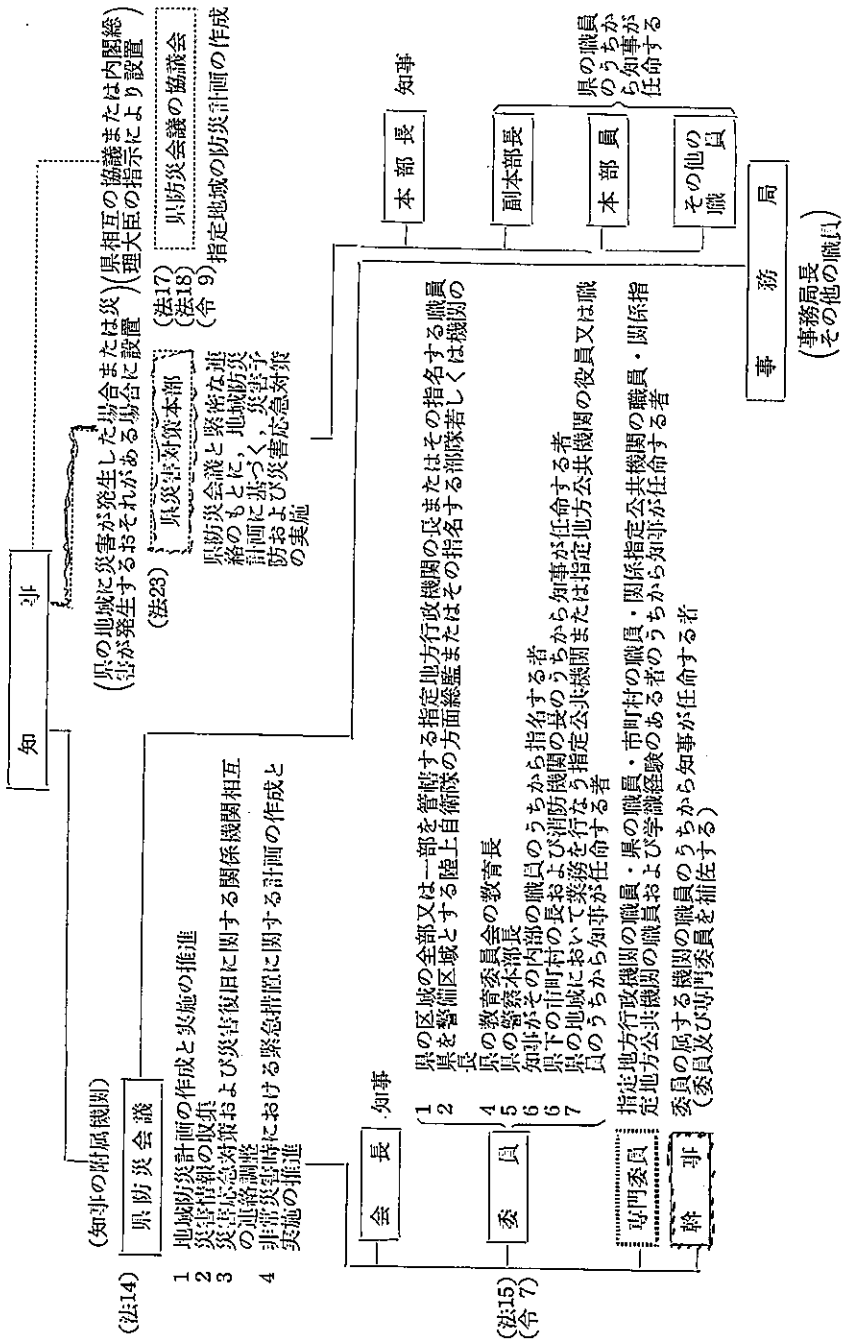 知　　事
(知事の附属機関)
(法14)
県防災会議
1　地域防災計画の作成と実施の推進
2　災害情報の収集
3　災害応急対策および災害復旧に関する関係機関相互
の連絡調整
4　非常災害時における緊急措置に関する計画の作成と
実施の推進
(県の地域に災害が発生した場合または災
害が発生するおそれがある場合に設置)
(法23)
県災害対策本部
県防災会議と緊密な連
絡のもとに，地域防災
計画に基づく，災害予
防および災害応急対策
の実施
(県相互の協議または内閣総
理大臣の指示により設置)
(法17)
(法18)
(令 9)
県防災会議の協議会
指定地域の防災計画の作成
会　　長
知事
(法15)
(令 7)
委　　員
1　県の区域の全部又は一部を管轄する指定地方行政機関の長またはその指名する職員
2　県を警備区域とする陸上自衛隊の方面総監またはその指名する部隊若しくは機関の
長
4　県の教育委員会の教育長
5　県の警察本部長
6　知事がその内部の職員のうちから指名する者
6　県下の市町村の長および消防機関の長のうちから知事が任命する者
7　県の地域において業務を行なう指定公共機関または指定地方公共機関の役員又は職
員のうちから知事が任命する者
専門委員
指定地方行政機関の職員・県の職員・市町村の職員・関係指定公共機関の職員・関係指
定地方公共機関の職員および学識経験のある者のうちから知事が任命する者
幹　　事
委員の属する機関の職員のうちから知事が任命する者
(委員及び専門委員を補佐する)
本 部 長
知事
副本部長
本 部 員
その他の
職　　員
県の職員
のうちか
ら知事が
任命する
事　務　局
(事務局長
その他の職員)